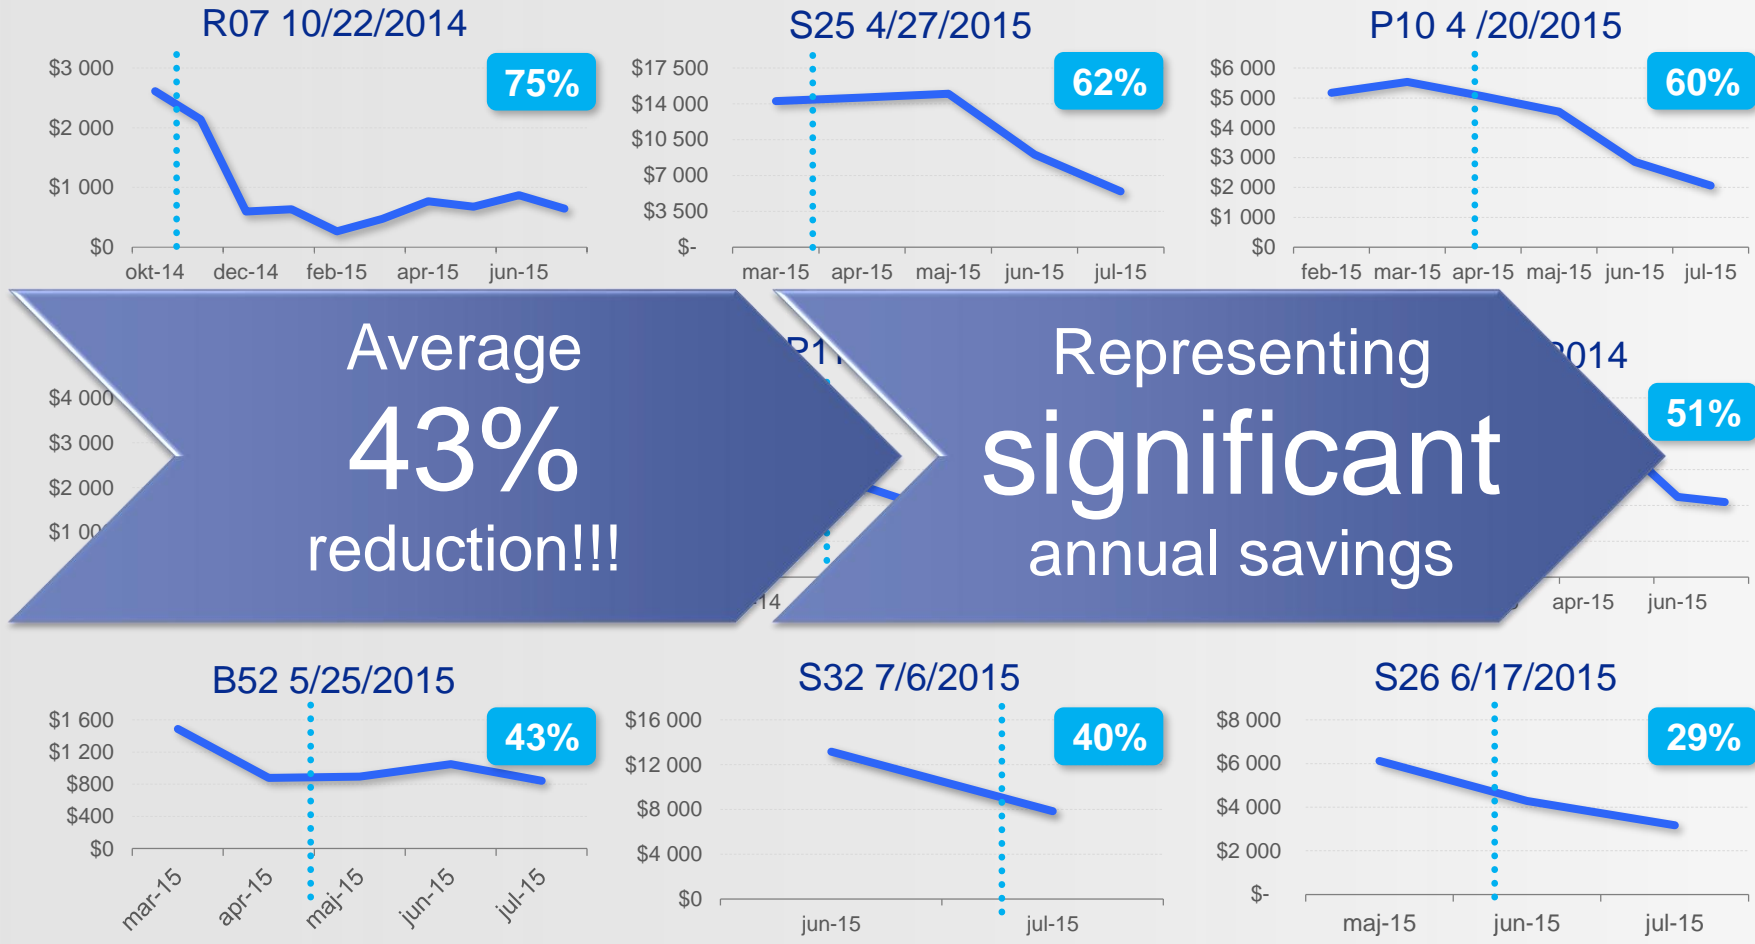 R07 10/22/2014
75%
$3 000
$2 000
$1 000
$0
okt-14 dec-14 feb-15 apr-15 jun-15
S25 4/27/2015
62%
$17 500
$14 000
$10 500
$7 000
$3 500
$-
mar-15 apr-15 maj-15 jun-15 jul-15
P10 4 /20/2015
60%
$6 000
$5 000
$4 000
$3 000
$2 000
$1 000
$0
feb-15 mar-15 apr-15 maj-15 jun-15 jul-15
$4 000
$3 000
$2 000
Average
43%
reduction!!!
Representing
significant
annual savings
51%
apr-15 jun-15
B52 5/25/2015
43%
$1 600
$1 200
$800
$400
$0
mar-15 apr-15 maj-15 jun-15 jul-15
S32 7/6/2015
40%
$16 000
$12 000
$8 000
$4 000
$0
jun-15 jul-15
S26 6/17/2015
29%
$8 000
$6 000
$4 000
$2 000
$-
maj-15 jun-15 jul-15